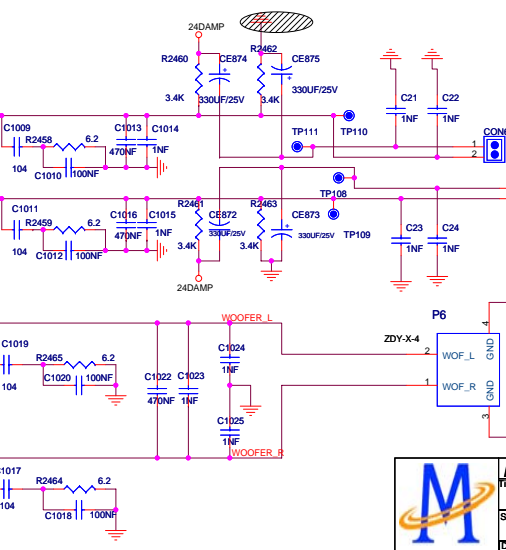 24DAMP
R2460
CE874
R2462
CE875
3.4K
330UF/25V
3.4K
330UF/25V
C21
1NF
C22
1NF
C1009
R2458
6.2
C1013
C1014
470NF
1NF
TP111
TP110
CON6
1
2
104
C1010
100NF
TP108
C1011
R2459
6.2
C1016
C1015
470NF
1NF
R2461
CE872
330UF/25V
R2463
CE873
330UF/25V
3.4K
3.4K
TP109
C23
1NF
C24
1NF
104
C1012
100NF
24DAMP
WOOFER_L
P6
ZDY-X-4
4
GND
2
WOF_L
1
WOF_R
GND
3
C1019
R2465
6.2
104
C1020
100NF
C1022
470NF
C1023
1NF
C1024
1NF
C1025
1NF
WOOFER_R
C1017
R2464
6.2
104
C1018
100NF
M